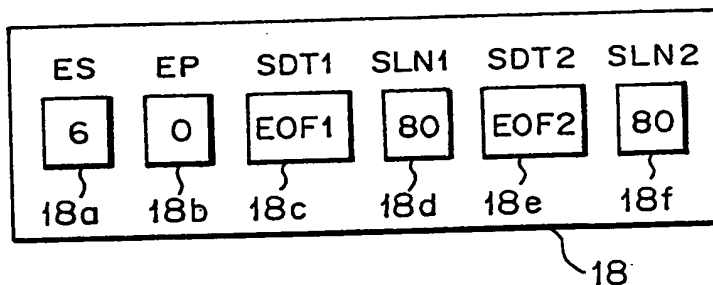 ES EP SDT1 SLN1 SDT2 SLN2
6 0 EOF1 80 EOF2 80
18a 18b 18c 18d 18e 18f
18